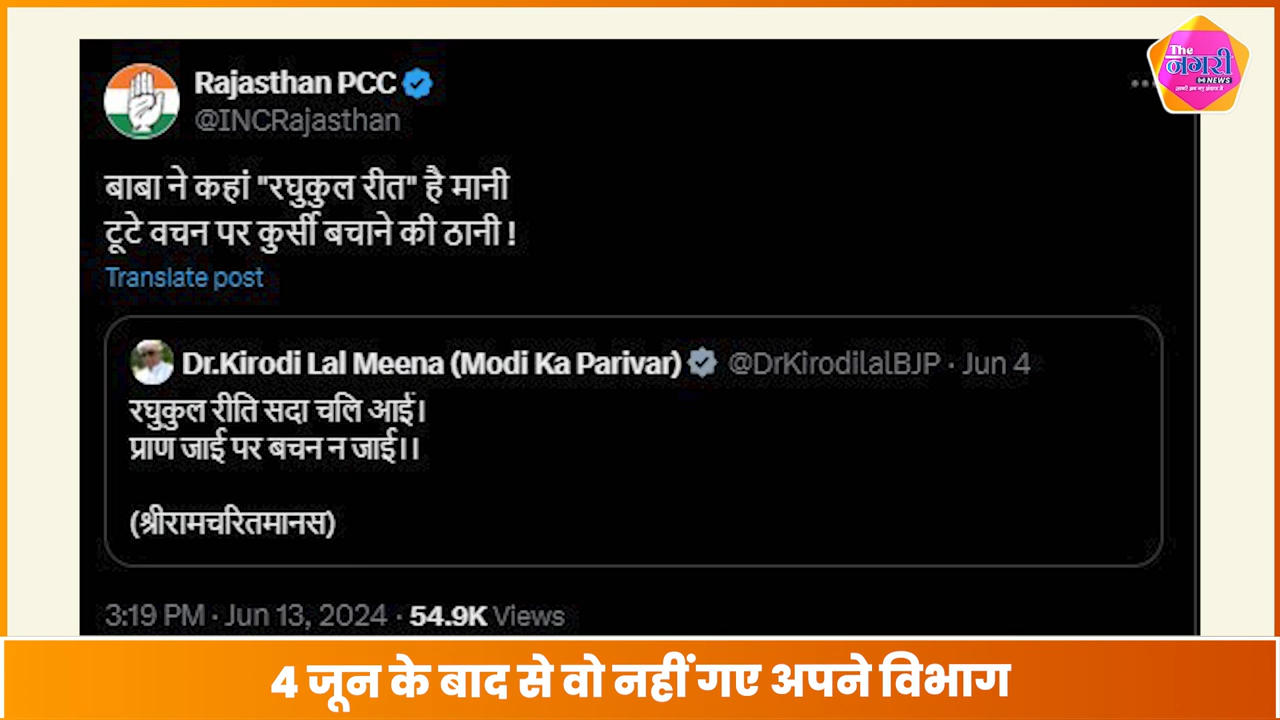 Rajasthan PCC
@INCRajasthan
The
नगरी
NEWS
बाबा ने कहां "रघुकुल रीत" है मानी
टूटे वचन पर कुर्सी बचाने की ठानी !
Translate post
Dr.Kirodi Lal Meena (Modi Ka Parivar) @DrKirodilalBJP · Jun 4
रघुकुल रीति सदा चलि आई।
प्राण जाई पर बचन न जाई।।
(श्रीरामचरितमानस)
3:19 PM · Jun 13, 2024 · 54.9K Views
4 जून के बाद से वो नहीं गए अपने विभाग